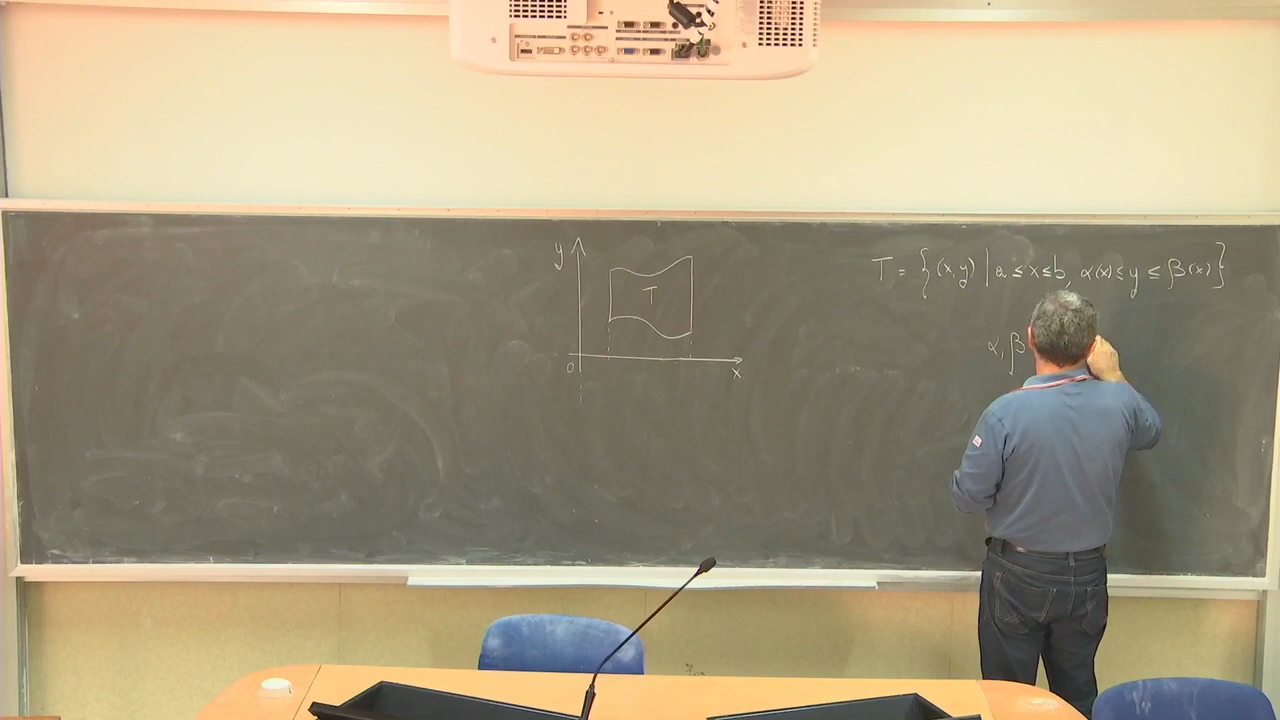 y
T
0
x
T = {(x,y) | a ≤ x ≤ b, α(x) ≤ y ≤ β(x)}
α, β